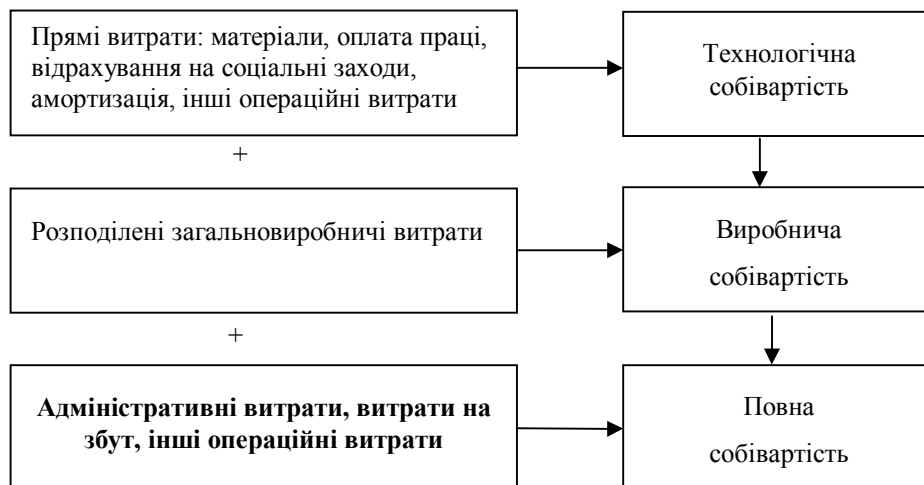 Прямі витрати: матеріали, оплата праці,
відрахування на соціальні заходи,
амортизація, інші операційні витрати
Технологічна
собівартість
+
Розподілені загальновиробничі витрати
Виробнича
собівартість
+
Адміністративні витрати, витрати на
збут, інші операційні витрати
Повна
собівартість